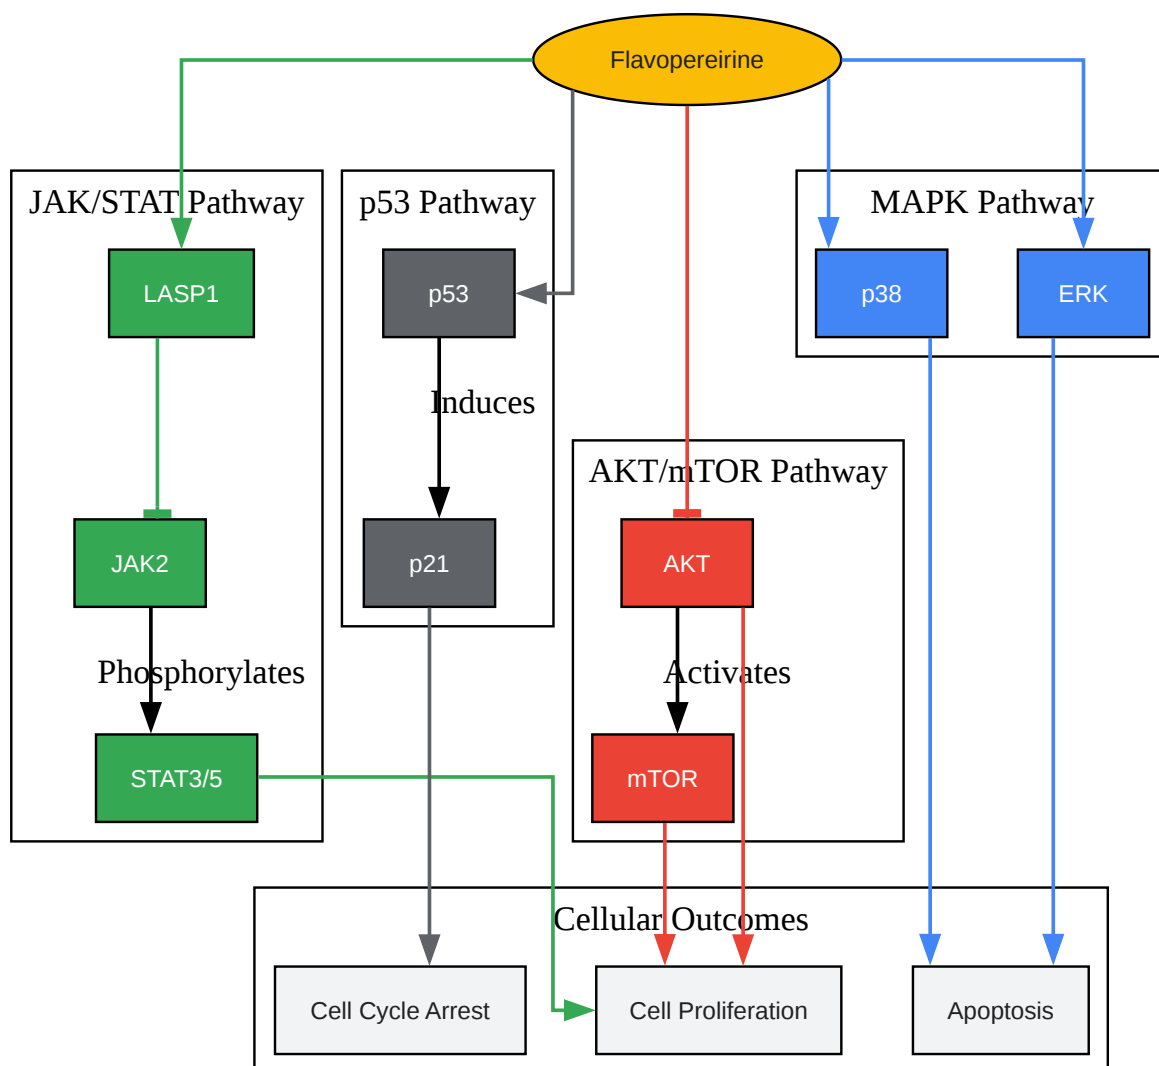 Flavopereirine
JAK/STAT Pathway
p53 Pathway
MAPK Pathway
LASP1
p53
p38
ERK
Induces
AKT/mTOR Pathway
JAK2
p21
AKT
Phosphorylates
Activates
STAT3/5
mTOR
Cellular Outcomes
Cell Cycle Arrest
Cell Proliferation
Apoptosis